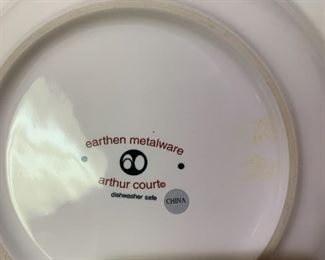 earthen metalware
arthur court©
dishwasher safe
CHINA